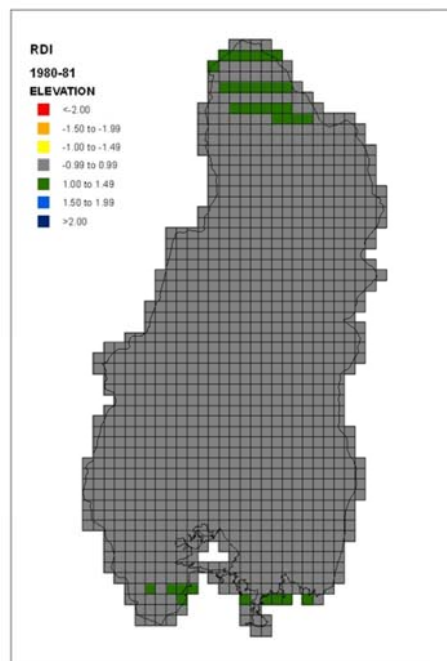 RDI
1980-81
ELEVATION
<-2.00
-1.50 to -1.99
-1.00 to -1.49
-0.99 to 0.99
1.00 to 1.49
1.50 to 1.99
>2.00